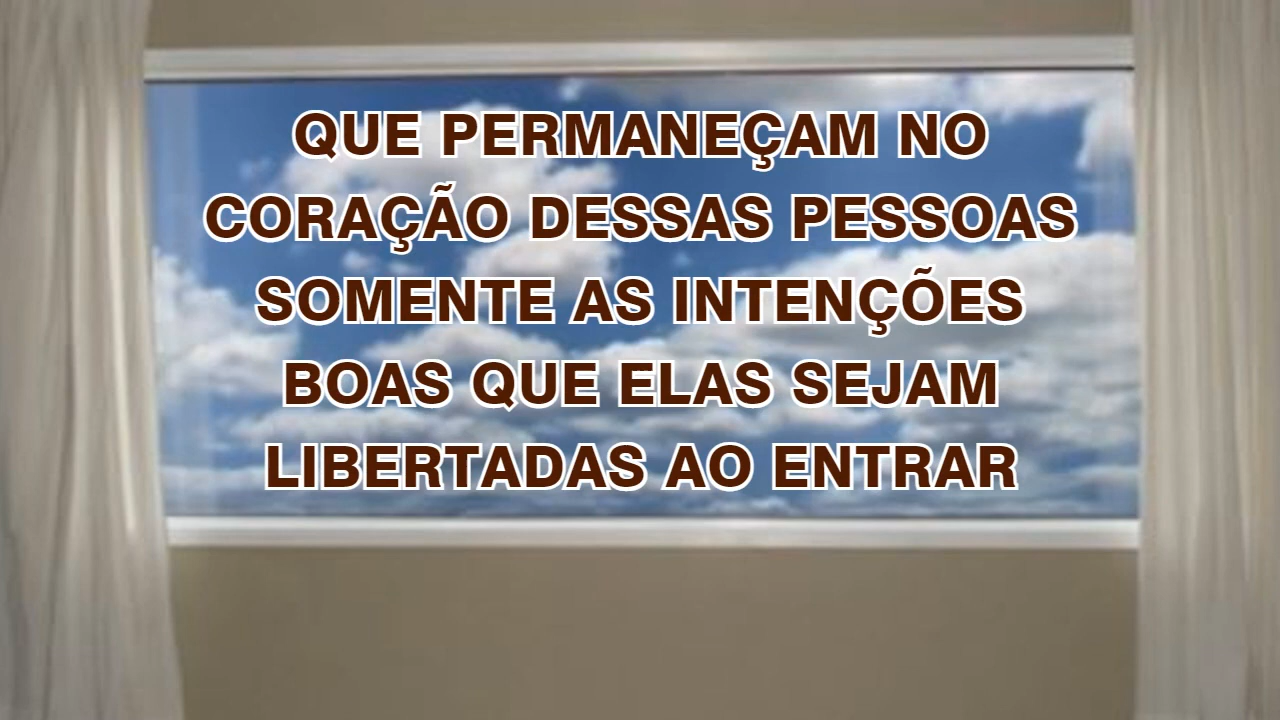 QUE PERMANEÇAM NO
CORAÇÃO DESSAS PESSOAS
SOMENTE AS INTENÇÕES
BOAS QUE ELAS SEJAM
LIBERTADAS AO ENTRAR